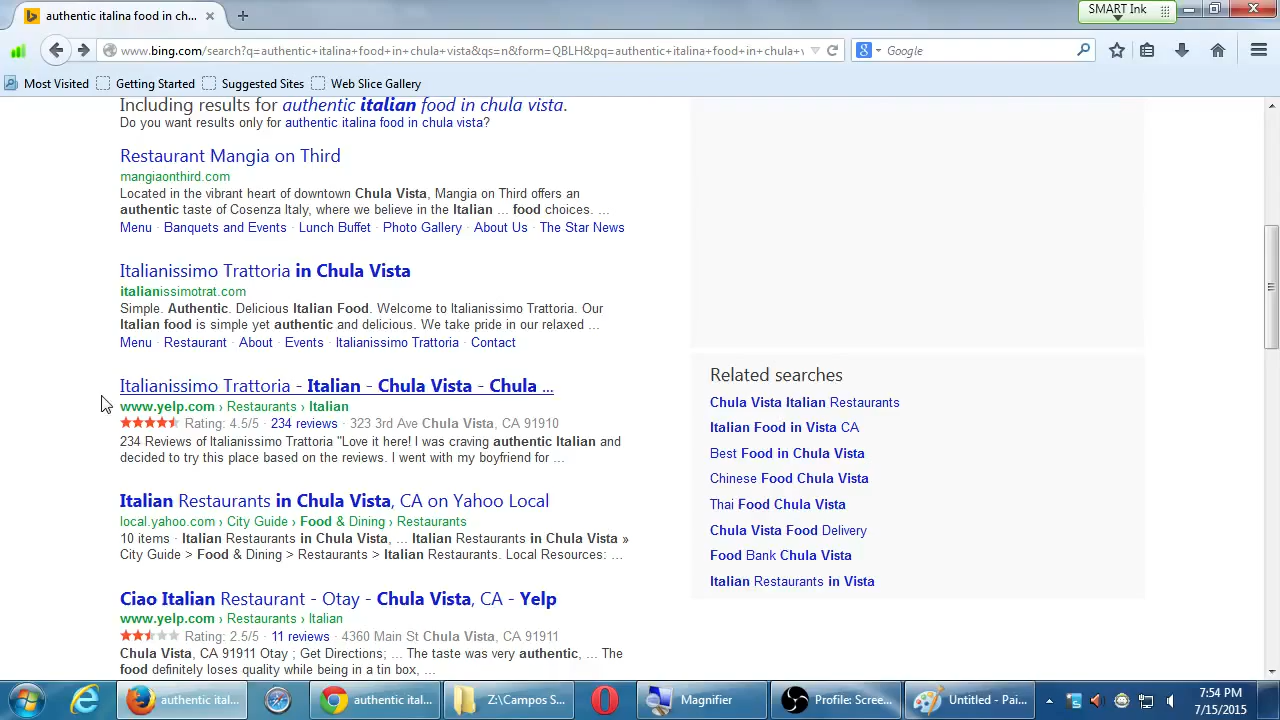 authentic italina food in ch...
SMART Ink
www.bing.com/search?q=authentic+italina+food+in+chula+vista&qs=n&form=QBLH&pq=authentic+italina+food+in+chula+v
Google
Most Visited
Getting Started
Suggested Sites
Web Slice Gallery
Including results for authentic italian food in chula vista.
Do you want results only for authentic italina food in chula vista?
Restaurant Mangia on Third
mangiaonthird.com
Located in the vibrant heart of downtown Chula Vista, Mangia on Third offers an
authentic taste of Cosenza Italy, where we believe in the Italian ... food choices. ...
Menu · Banquets and Events · Lunch Buffet · Photo Gallery · About Us · The Star News
Italianissimo Trattoria in Chula Vista
italianissimotrat.com
Simple. Authentic. Delicious Italian Food. Welcome to Italianissimo Trattoria. Our
Italian food is simple yet authentic and delicious. We take pride in our relaxed ...
Menu · Restaurant · About · Events · Italianissimo Trattoria · Contact
Italianissimo Trattoria - Italian - Chula Vista - Chula ...
www.yelp.com › Restaurants › Italian
Rating: 4.5/5 · 234 reviews · 323 3rd Ave Chula Vista, CA 91910
234 Reviews of Italianissimo Trattoria "Love it here! I was craving authentic Italian and
decided to try this place based on the reviews. I went with my boyfriend for ...
Italian Restaurants in Chula Vista, CA on Yahoo Local
local.yahoo.com › City Guide › Food & Dining › Restaurants
10 items · Italian Restaurants in Chula Vista, ... Italian Restaurants in Chula Vista »
City Guide > Food & Dining > Restaurants > Italian Restaurants. Local Resources: ...
Ciao Italian Restaurant - Otay - Chula Vista, CA - Yelp
www.yelp.com › Restaurants › Italian
Rating: 2.5/5 · 11 reviews · 4360 Main St Chula Vista, CA 91911
Chula Vista, CA 91911 Otay ; Get Directions; ... The taste was very authentic, ... The
food definitely loses quality while being in a tin box, ...
Related searches
Chula Vista Italian Restaurants
Italian Food in Vista CA
Best Food in Chula Vista
Chinese Food Chula Vista
Thai Food Chula Vista
Chula Vista Food Delivery
Food Bank Chula Vista
Italian Restaurants in Vista
authentic ital...
authentic ital...
Z:\Campos S...
Magnifier
Profile: Scree...
Untitled - Pai...
7:54 PM
7/15/2015